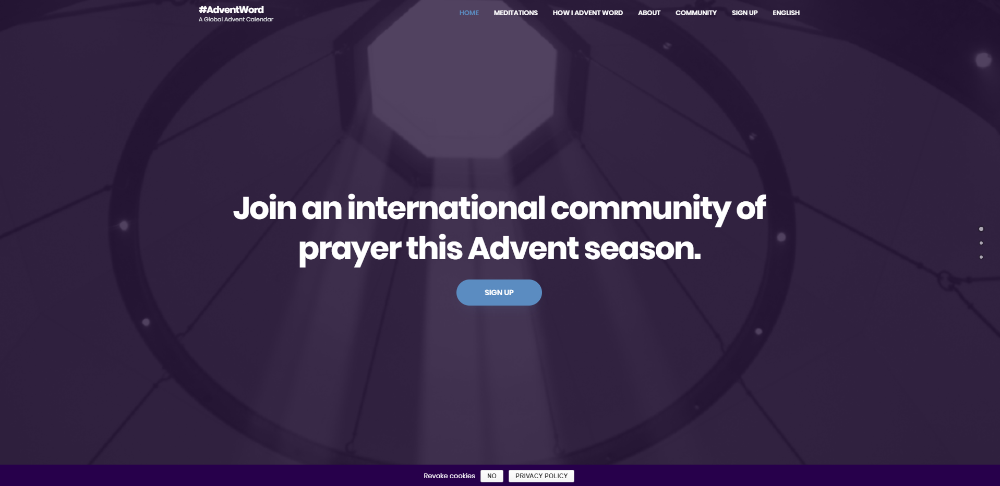 #AdventWord
A Global Advent Calendar
HOME MEDITATIONS HOW I ADVENT WORD ABOUT COMMUNITY SIGN UP ENGLISH
Join an international community of
prayer this Advent season.
SIGN UP
Revoke cookies NO PRIVACY POLICY